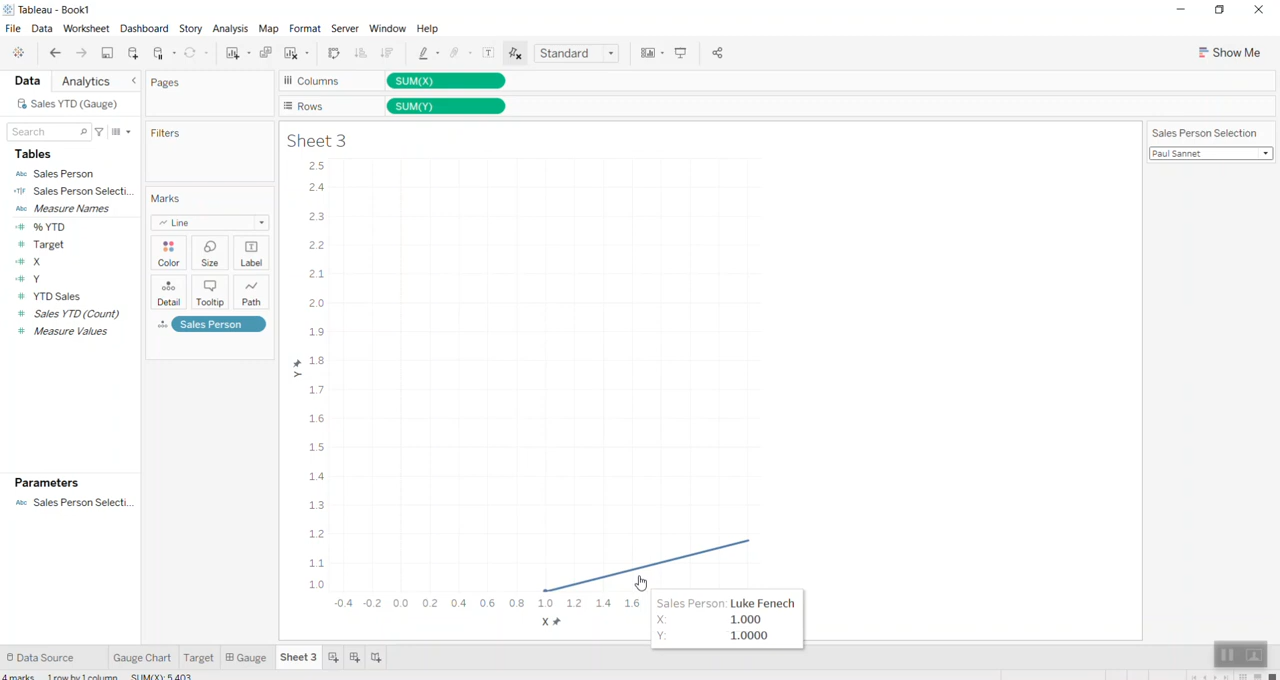 Tableau - Book1
File Data Worksheet Dashboard Story Analysis Map Format Server Window Help
Standard
Show Me
Data Analytics
Sales YTD (Gauge)
Search
Tables
Abc Sales Person
Sales Person Selecti...
Abc Measure Names
% YTD
Target
X
Y
YTD Sales
Sales YTD (Count)
Measure Values
Parameters
Abc Sales Person Selecti...
Pages
Filters
Marks
Line
Color Size Label
Detail Tooltip Path
Sales Person
Columns SUM(X)
Rows SUM(Y)
Sheet 3
2.5
2.4
2.3
2.2
2.1
2.0
1.9
1.8
1.7
1.6
1.5
1.4
1.3
1.2
1.1
1.0
Y
-0.4 -0.2 0.0 0.2 0.4 0.6 0.8 1.0 1.2 1.4 1.6
X
Sales Person: Luke Fenech
X: 1.000
Y: 1.0000
Sales Person Selection
Paul Sannet
Data Source Gauge Chart Target Gauge Sheet 3
4 marks 1 row by 1 column SUM(X): 5.403